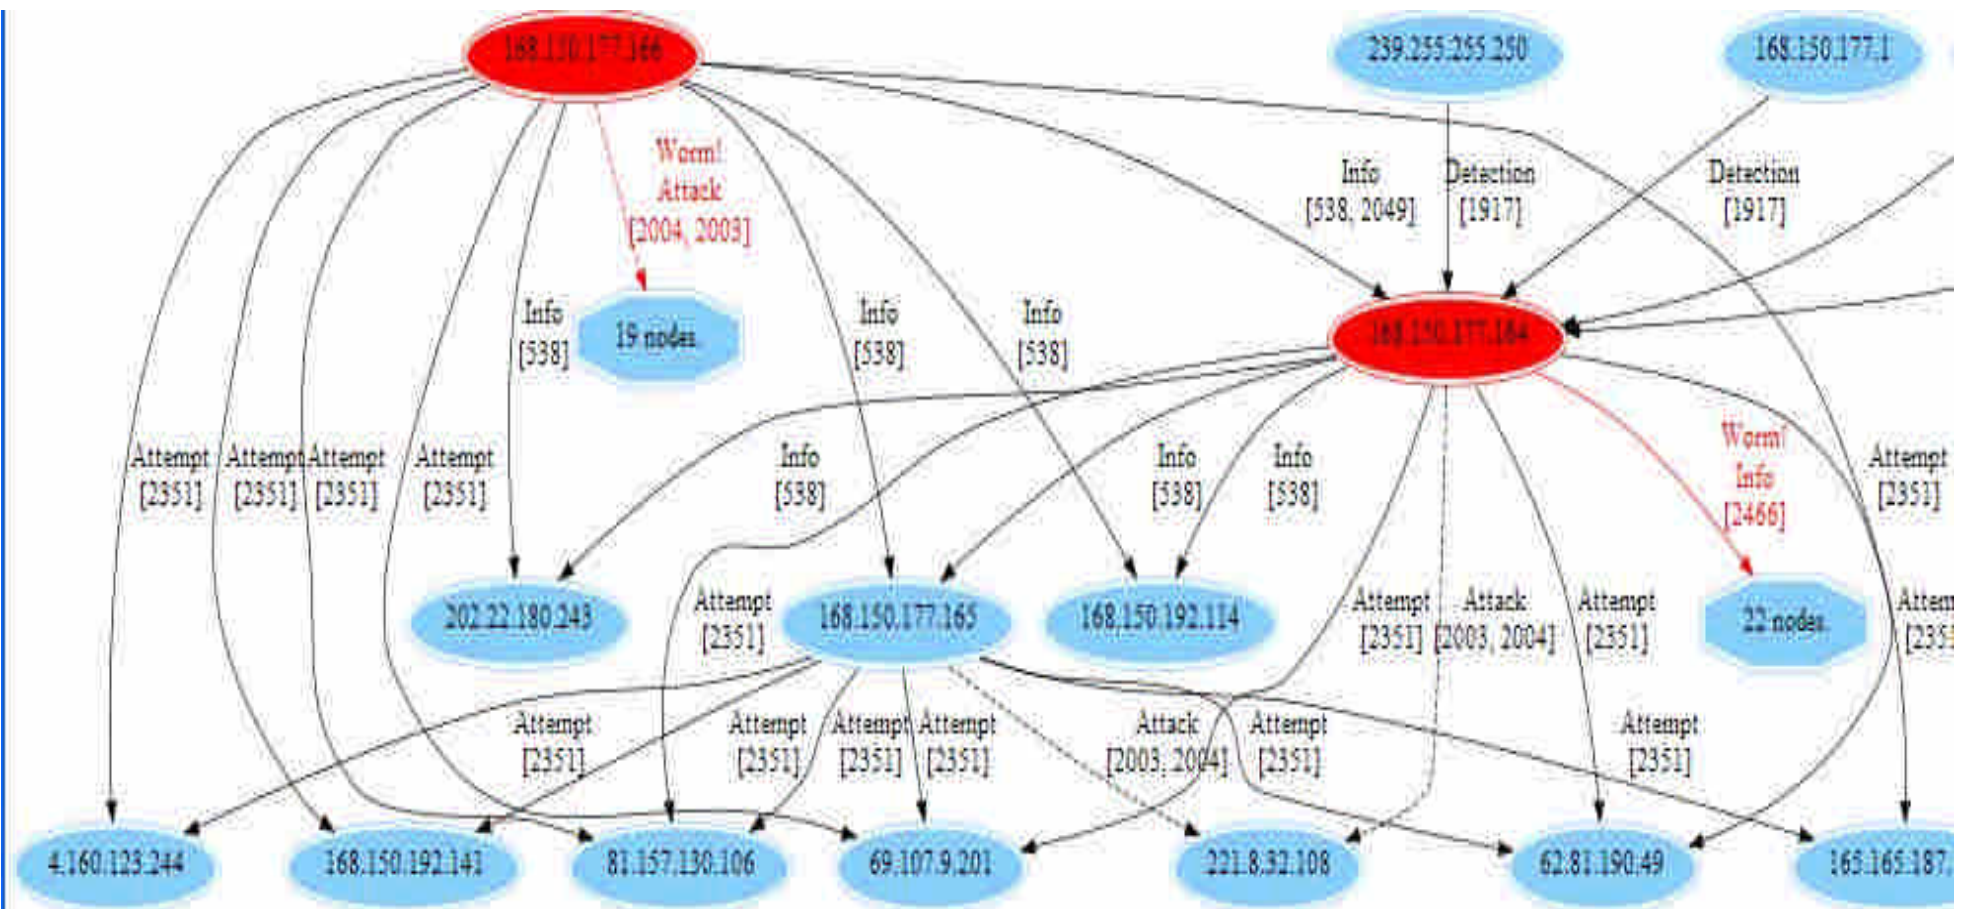 168.150.177.166
239.255.255.250
168.150.177.1
Worm!
Attack
[2004, 2003]
Info
[538, 2049]
Detection
[1917]
Detection
[1917]
Info
[538]
19 nodes.
Info
[538]
Info
[538]
168.150.177.164
Attempt
[2351]
Attempt
[2351]
Attempt
[2351]
Attempt
[2351]
Info
[538]
Info
[538]
Info
[538]
Worm!
Info
[2466]
Attempt
[2351]
202.22.180.243
Attempt
[2351]
168.150.177.165
168.150.192.114
Attempt
[2351]
Attack
[2003, 2004]
Attempt
[2351]
22 nodes.
Attem
[235
Attempt
[2351]
Attempt
[2351]
Attempt
[2351]
Attempt
[2351]
Attack
[2003, 2004]
Attempt
[2351]
Attempt
[2351]
4.160.123.244
168.150.192.141
81.157.130.106
69.107.9.201
221.8.32.108
62.81.190.49
165.165.187.